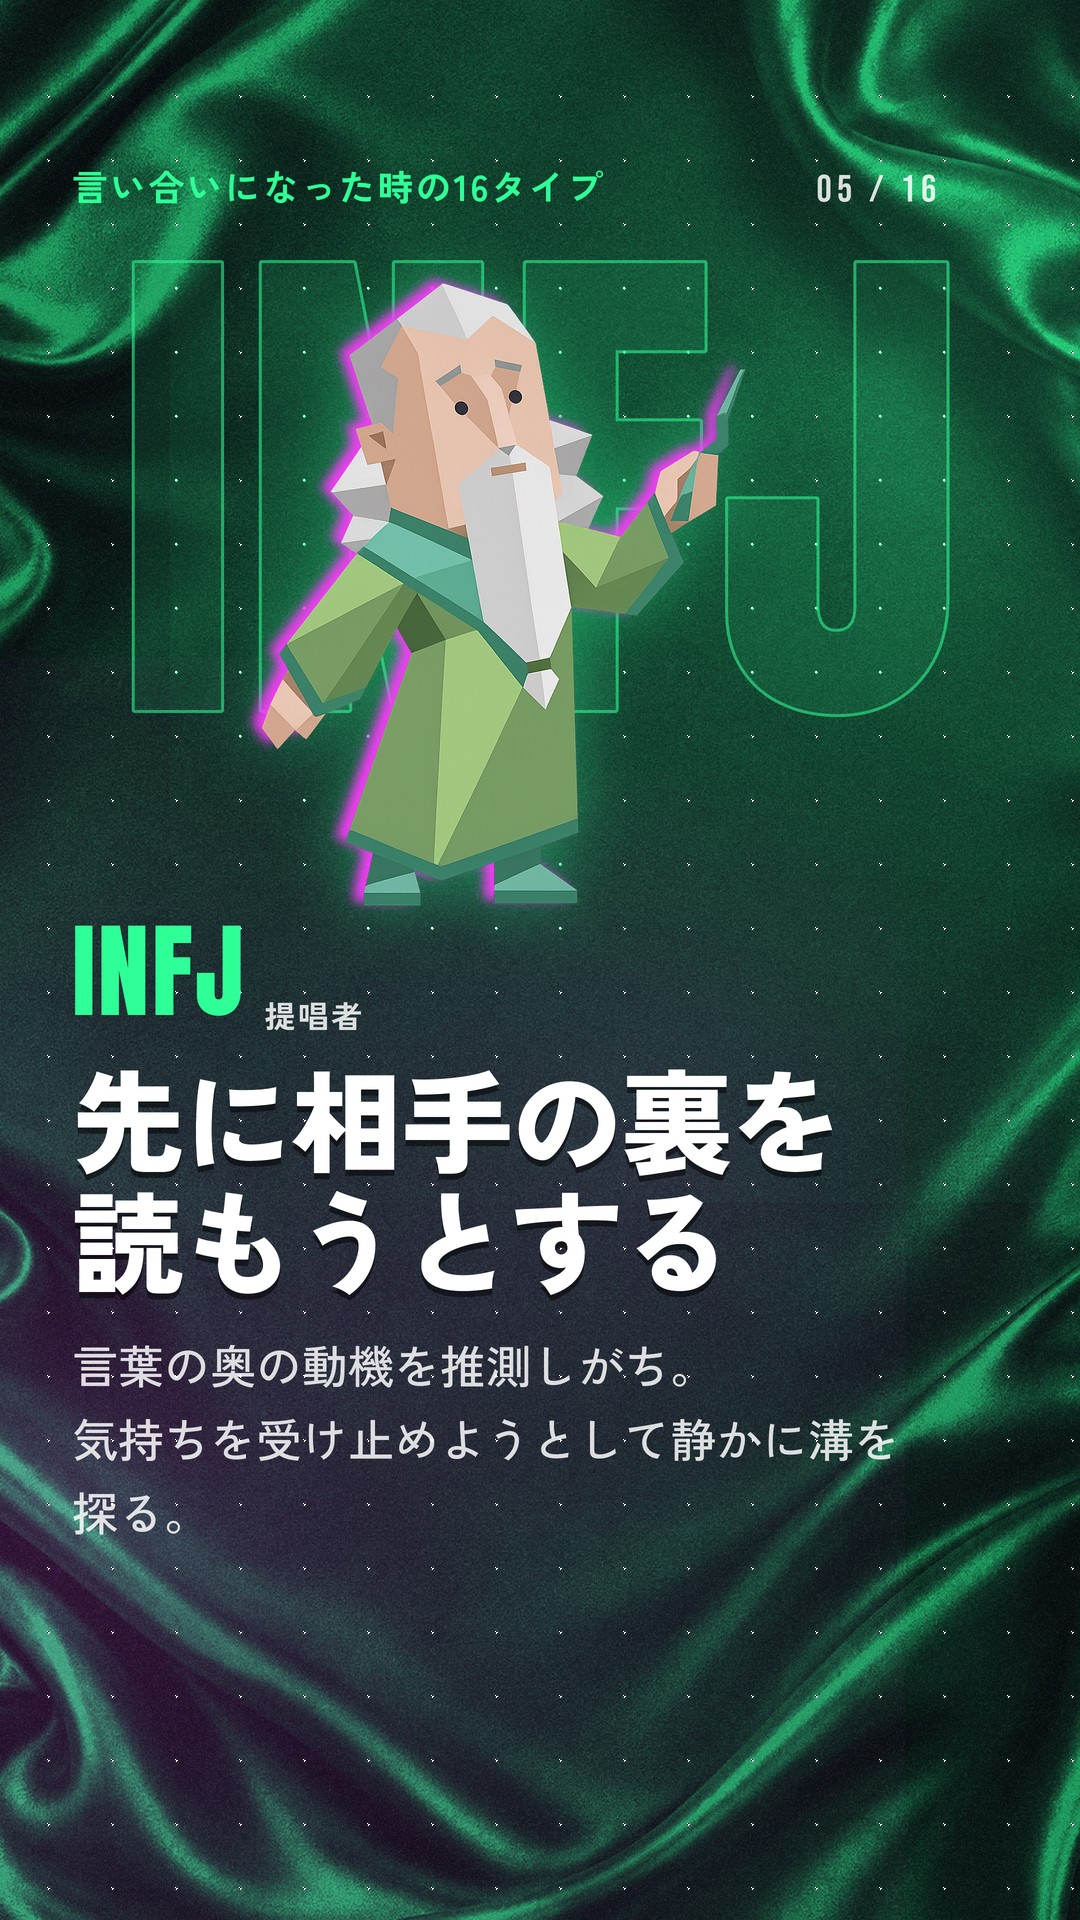 言い合いになった時の16タイプ
05 / 16
INFJ
INFJ
提唱者
先に相手の裏を
読もうとする
言葉の奥の動機を推測しがち。
気持ちを受け止めようとして静かに溝を
探る。